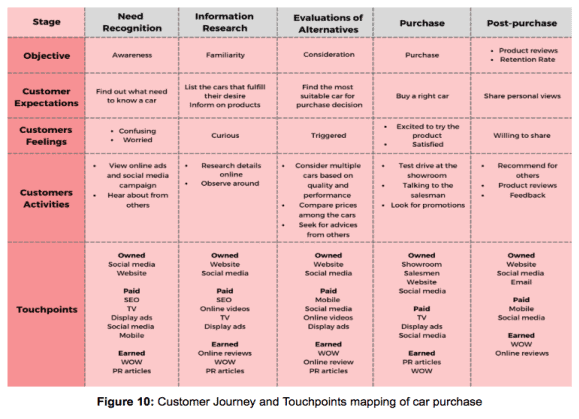 Stage
Need
Recognition
Information
Research
Evaluations of
Alternatives
Purchase
Post-purchase
Objective
Awareness
Familiarity
Consideration
Purchase
• Product reviews
• Retention Rate
Customer
Expectations
Find out what need
to know a car
List the cars that fulfill
their desire
Inform on products
Find the most
suitable car for
purchase decision
Buy a right car
Share personal views
Customers
Feelings
• Confusing
• Worried
Curious
Triggered
• Excited to try the
product
• Satisfied
Willing to share
Customers
Activities
• View online ads
and social media
campaign
• Hear about from
others
• Research details
online
• Observe around
• Consider multiple
cars based on
quality and
performance
• Compare prices
among the cars
• Seek for advices
from others
• Test drive at the
showroom
• Talking to the
salesman
• Look for promotions
• Recommend for
others
• Product reviews
• Feedback
Touchpoints
Owned
Social media
Website
Paid
SEO
TV
Display ads
Social media
Mobile
Earned
WOW
PR articles
Owned
Website
Social media
Paid
SEO
Online videos
TV
Display ads
Earned
Online reviews
WOW
PR articles
Owned
Website
Social media
Paid
Mobile
Social media
Online videos
Display ads
Earned
WOW
Online review
PR articles
Owned
Showroom
Salesmen
Website
Social media
Paid
TV
Display ads
Social media
Earned
PR articles
WOW
Owned
Website
Social media
Email
Paid
Mobile
Social media
Earned
WOW
Online reviews
Figure 10: Customer Journey and Touchpoints mapping of car purchase